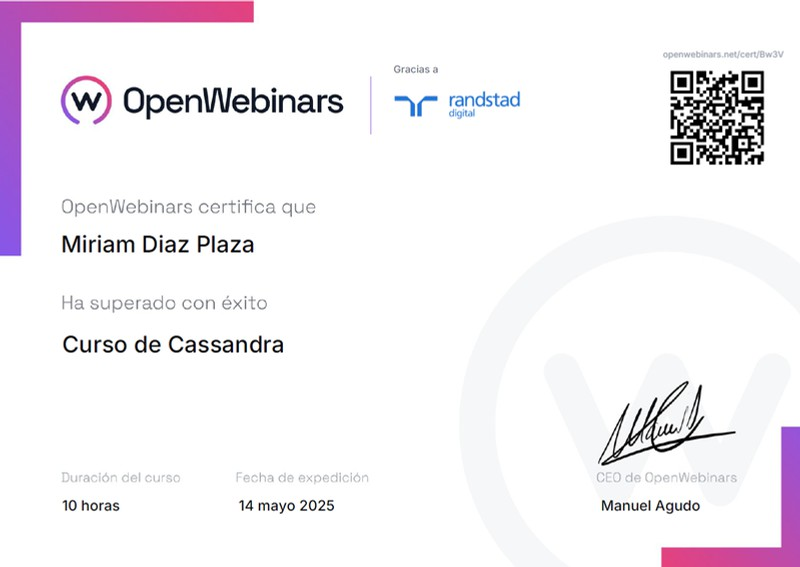 openwebinars.net/cert/Bw3V
Gracias a
OpenWebinars
randstad
digital
OpenWebinars certifica que
Miriam Diaz Plaza
Ha superado con éxito
Curso de Cassandra
Duración del curso
Fecha de expedición
CEO de OpenWebinars
10 horas
14 mayo 2025
Manuel Agudo